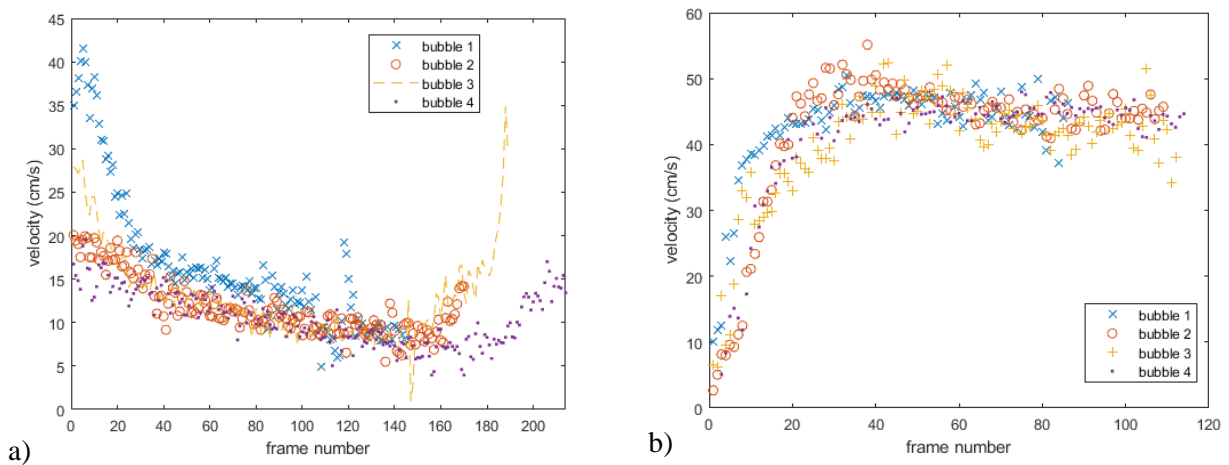 45
40
35
30
25
20
15
10
5
0
velocity (cm/s)
bubble 1
bubble 2
bubble 3
bubble 4
0 20 40 60 80 100 120 140 160 180 200
frame number
a)
60
50
40
30
20
10
0
velocity (cm/s)
bubble 1
bubble 2
bubble 3
bubble 4
0 20 40 60 80 100 120
frame number
b)